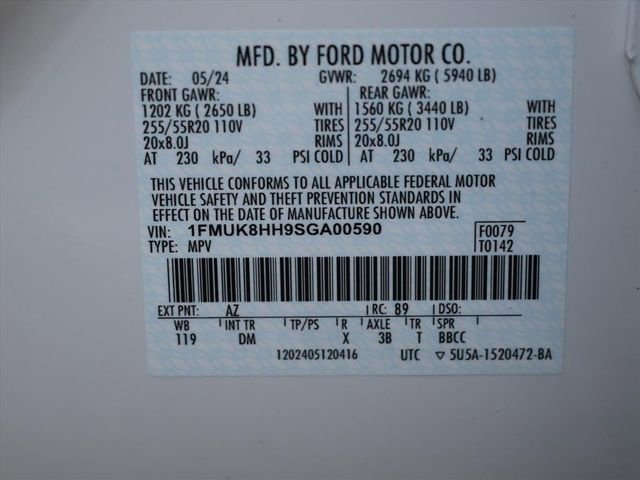 MFD. BY FORD MOTOR CO.
DATE: 05/24 GVWR: 2694 KG ( 5940 LB)
FRONT GAWR: REAR GAWR:
1202 KG ( 2650 LB) WITH 1560 KG ( 3440 LB) WITH
255/55R20 110V TIRES 255/55R20 110V TIRES
20x8.0J RIMS 20x8.0J RIMS
AT 230 kPa/ 33 PSI COLD AT 230 kPa/ 33 PSI COLD
THIS VEHICLE CONFORMS TO ALL APPLICABLE FEDERAL MOTOR
VEHICLE SAFETY AND THEFT PREVENTION STANDARDS IN
EFFECT ON THE DATE OF MANUFACTURE SHOWN ABOVE.
VIN: 1FMUK8HH9SGA00590 F0079
TYPE: MPV T0142
EXT PNT: AZ RC: 89 DSO:
WB INT TR TP/PS R AXLE TR SPR
119 DM X 3B T BBCC
1202405120416 UTC ▽ 5U5A-1520472-BA